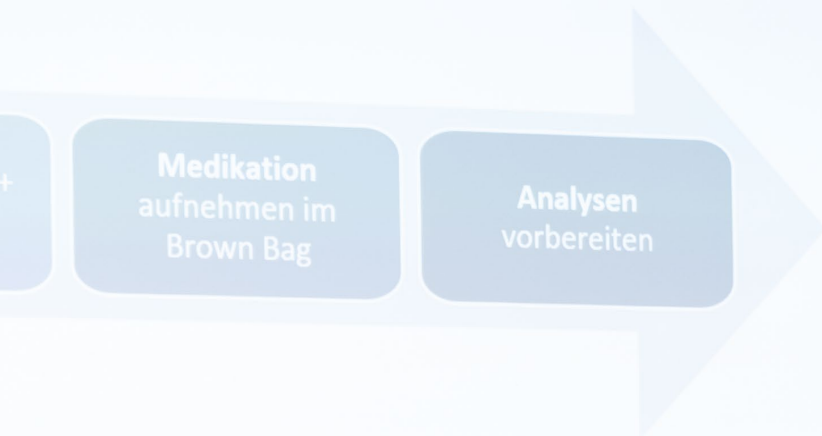 +
Medikation
aufnehmen im
Brown Bag
Analysen
vorbereiten